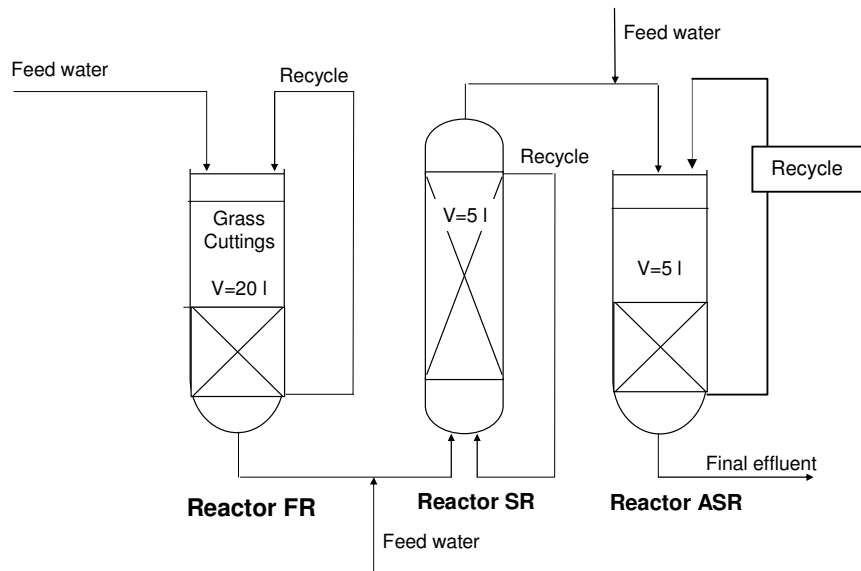 Feed water
Feed water
Recycle
Recycle
Recycle
Grass
Cuttings
V=20 l
V=5 l
V=5 l
Final effluent
Reactor FR
Reactor SR
Reactor ASR
Feed water